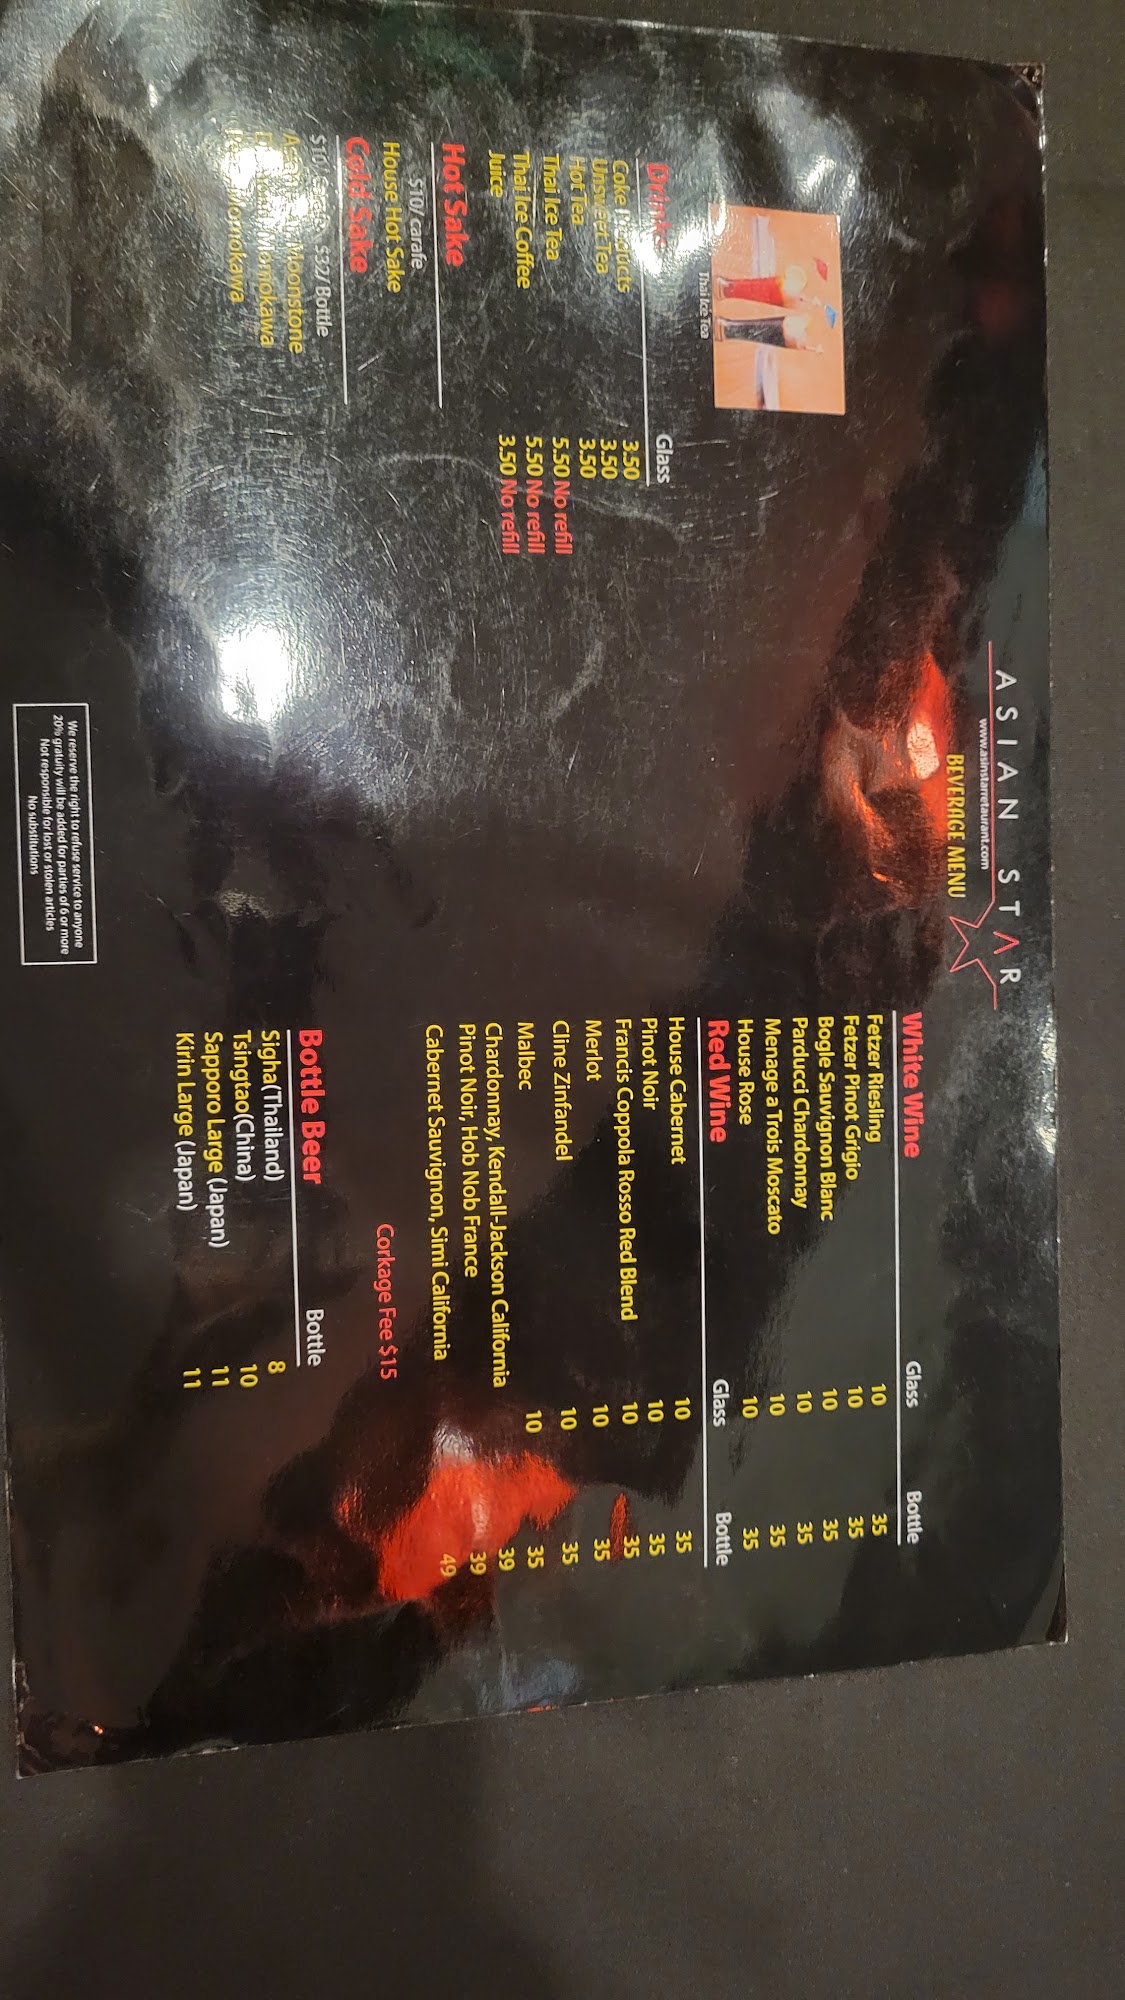 ASIAN STAR
www.asinstarretaurant.com
BEVERAGE MENU
Thai Ice Tea
Drinks Glass
Coke Products 3.50
Unsweet Tea 3.50
Hot Tea 3.50
Thai Ice Tea 5.50 No refill
Thai Ice Coffee 5.50 No refill
Juice 3.50 No refill
Hot Sake
$10/carafe
House Hot Sake
Cold Sake
$10 $32/Bottle
Moonstone
Momokawa
Momokawa
White Wine Glass Bottle
Fetzer Riesling 10 35
Fetzer Pinot Grigio 10 35
Bogle Sauvignon Blanc 10 35
Parducci Chardonnay 10 35
Menage a Trois Moscato 10 35
House Rose 10 35
Red Wine Glass Bottle
House Cabernet 10 35
Pinot Noir 10 35
Francis Coppola Rosso Red Blend 10 35
Merlot 10 35
Cline Zinfandel 10 35
Malbec 10 35
Chardonnay, Kendall-Jackson California 39
Pinot Noir, Hob Nob France 39
Cabernet Sauvignon, Simi California 49
Corkage Fee $15
Bottle Beer Bottle
Sigha(Thailand) 8
Tsingtao(China) 10
Sapporo Large (Japan) 11
Kirin Large (Japan) 11
We reserve the right to refuse service to anyone
20% gratuity will be added for parties of 6 or more
Not responsible for lost or stolen articles
No substitutions